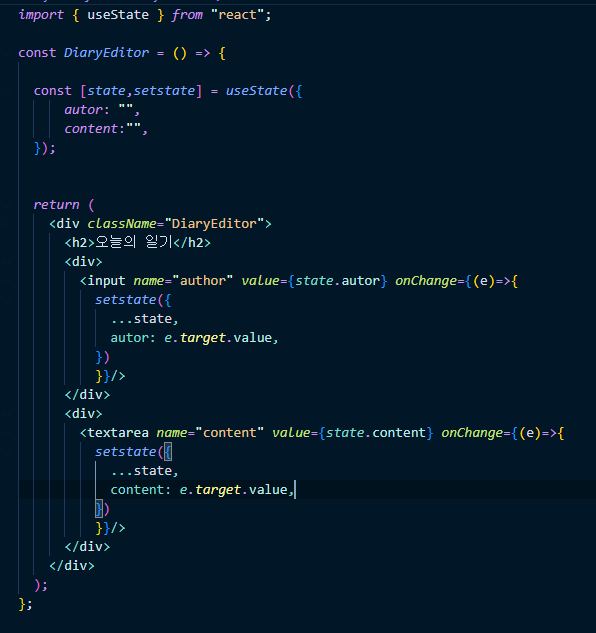 import { useState } from "react";
const DiaryEditor = () => {
const [state,setstate] = useState({
autor: "",
content:"",
});
return (
<div className="DiaryEditor">
<h2>오늘의 일기</h2>
<div>
<input name="author" value={state.autor} onChange={(e)=>{
setstate({
...state,
autor: e.target.value,
})
}}/>
</div>
<div>
<textarea name="content" value={state.content} onChange={(e)=>{
setstate({
...state,
content: e.target.value,
})
}}/>
</div>
</div>
);
};